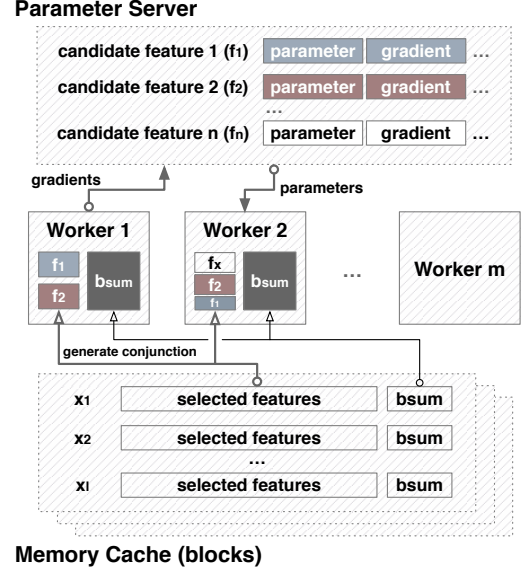 Parameter Server
candidate feature 1 (f1) parameter gradient ...
candidate feature 2 (f2) parameter gradient
...
candidate feature n (fn) parameter gradient ...
gradients
parameters
Worker 1
f1
f2
bsum
Worker 2
fx
f2
f1
bsum
...
Worker m
generate conjunction
x1 selected features bsum
x2 selected features bsum
...
xl selected features bsum
Memory Cache (blocks)